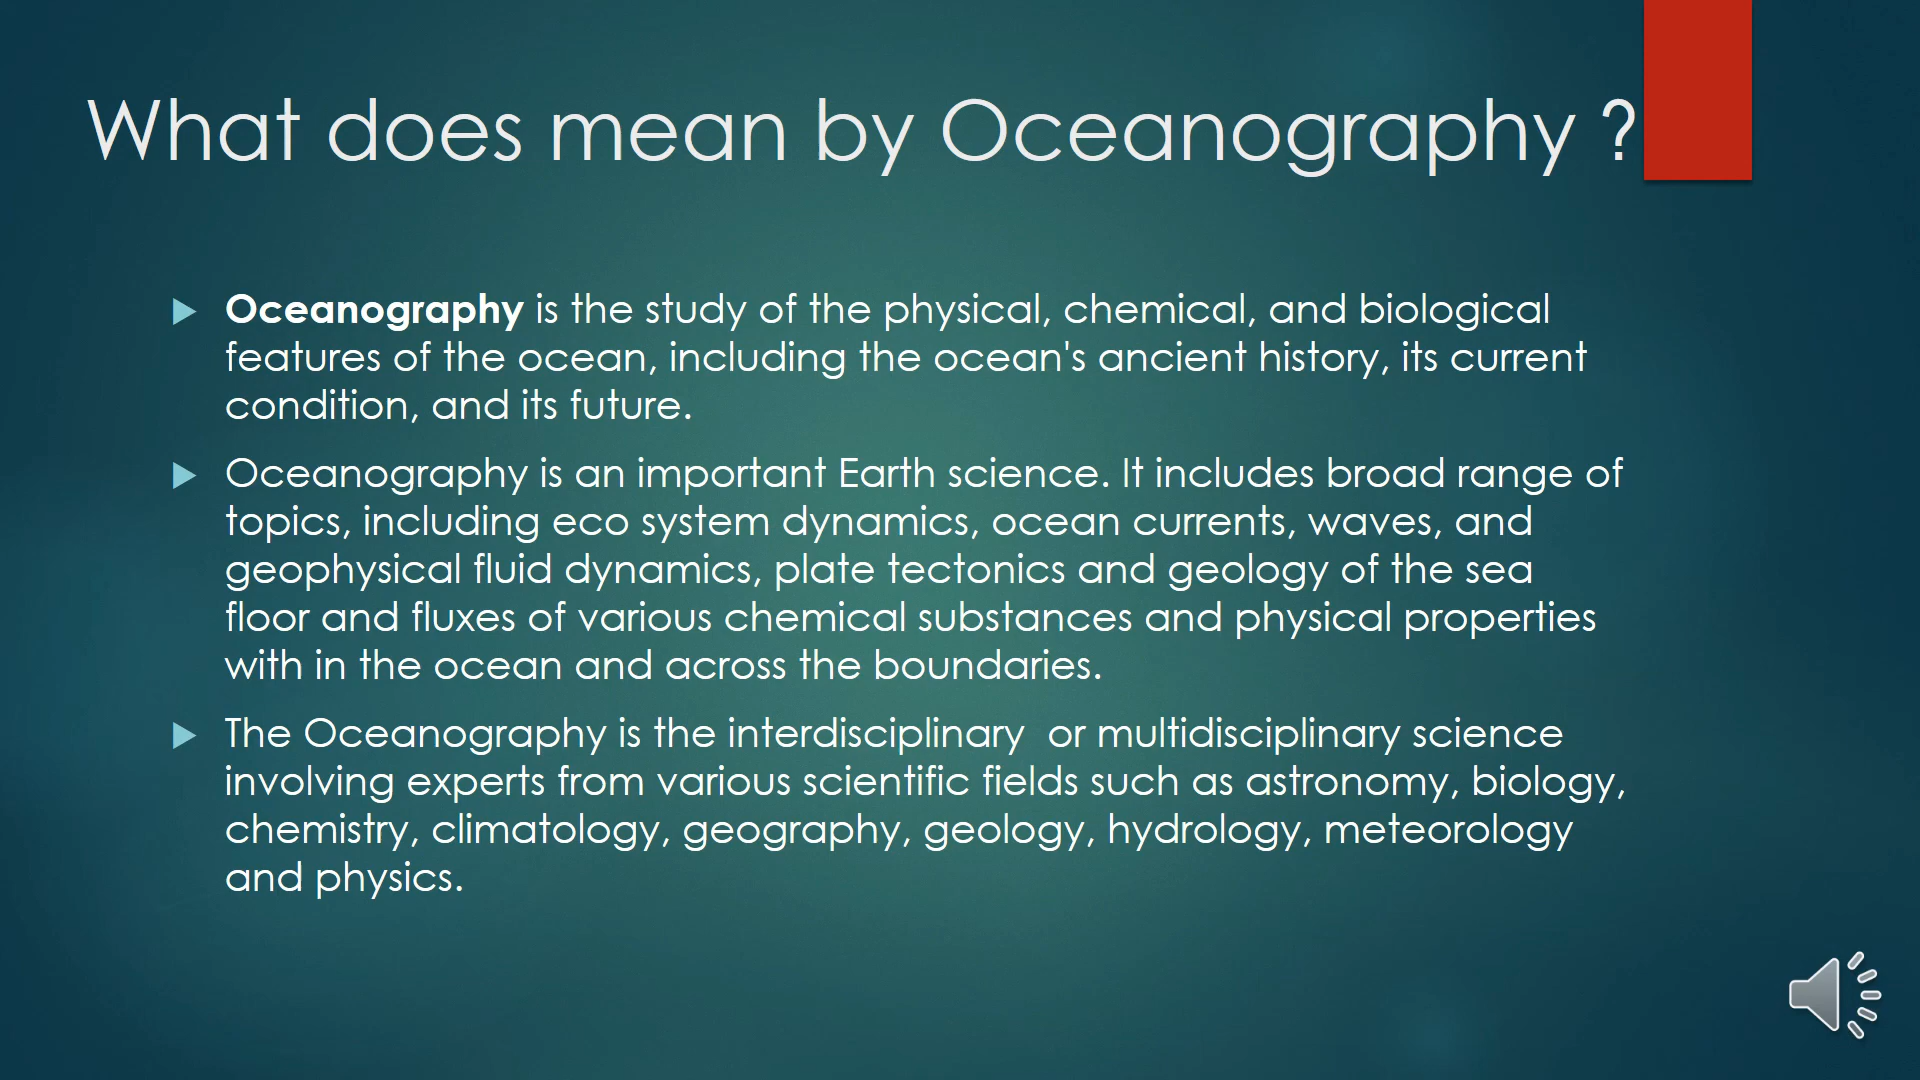 What does mean by Oceanography ?
Oceanography is the study of the physical, chemical, and biological
features of the ocean, including the ocean's ancient history, its current
condition, and its future.
Oceanography is an important Earth science. It includes broad range of
topics, including eco system dynamics, ocean currents, waves, and
geophysical fluid dynamics, plate tectonics and geology of the sea
floor and fluxes of various chemical substances and physical properties
with in the ocean and across the boundaries.
The Oceanography is the interdisciplinary  or multidisciplinary science
involving experts from various scientific fields such as astronomy, biology,
chemistry, climatology, geography, geology, hydrology, meteorology
and physics.